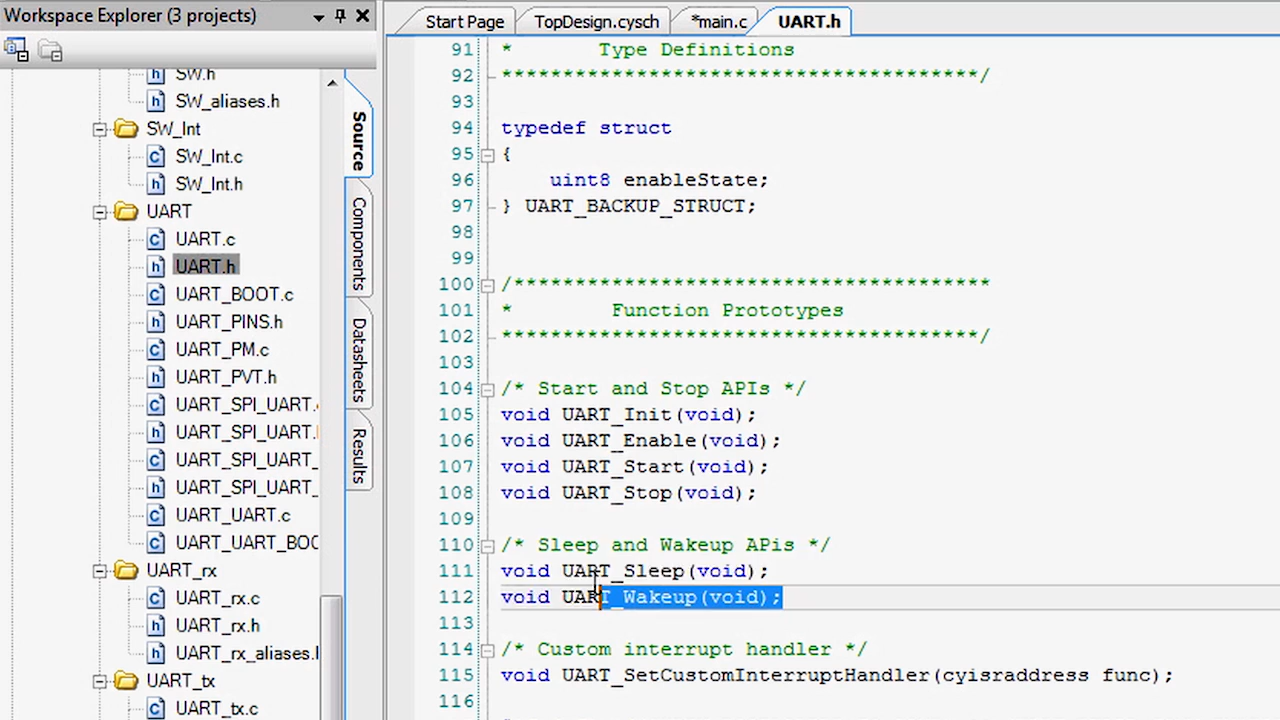 Workspace Explorer (3 projects)
SW.h
SW_aliases.h
SW_Int
SW_Int.c
SW_Int.h
UART
UART.c
UART.h
UART_BOOT.c
UART_PINS.h
UART_PM.c
UART_PVT.h
UART_SPI_UART.
UART_SPI_UART.
UART_SPI_UART_
UART_SPI_UART_
UART_UART.c
UART_UART_BOO
UART_rx
UART_rx.c
UART_rx.h
UART_rx_aliases.
UART_tx
UART_tx.c
Source
Components
Datasheets
Results
Start Page TopDesign.cysch *main.c UART.h
91 * Type Definitions
92 ***************************************/
93
94 typedef struct
95 {
96 uint8 enableState;
97 } UART_BACKUP_STRUCT;
98
99
100 /***************************************
101 * Function Prototypes
102 ***************************************/
103
104 /* Start and Stop APIs */
105 void UART_Init(void);
106 void UART_Enable(void);
107 void UART_Start(void);
108 void UART_Stop(void);
109
110 /* Sleep and Wakeup APis */
111 void UART_Sleep(void);
112 void UART_Wakeup(void);
113
114 /* Custom interrupt handler */
115 void UART_SetCustomInterruptHandler(cyisraddress func);
116